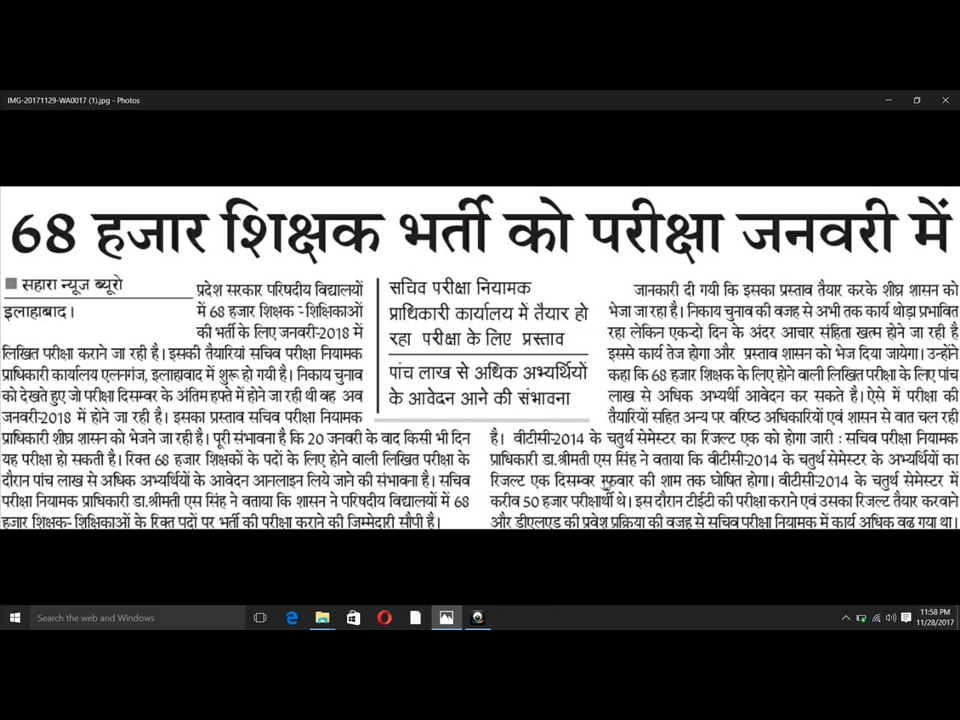 IMG-20171129-WA0017 (1).jpg - Photos
68 हजार शिक्षक भर्ती को परीक्षा जनवरी में
सहारा न्यूज ब्यूरो
इलाहाबाद।
प्रदेश सरकार परिषदीय विद्यालयों
में 68 हजार शिक्षक - शिक्षिकाओं
की भर्ती के लिए जनवरी-2018 में
लिखित परीक्षा कराने जा रही है। इसकी तैयारियां सचिव परीक्षा नियामक
प्राधिकारी कार्यालय एलनगंज, इलाहावाद में शुरू हो गयी है। निकाय चुनाव
को देखते हुए जो परीक्षा दिसम्बर के अंतिम हफ्ते में होने जा रही थी वह अव
जनवरी-2018 में होने जा रही है। इसका प्रस्ताव सचिव परीक्षा नियामक
प्राधिकारी शीघ्र शासन को भेजने जा रही है। पूरी संभावना है कि 20 जनवरी के वाद किसी भी दिन
यह परीक्षा हो सकती है। रिक्त 68 हजार शिक्षकों के पदों के लिए होने वाली लिखित परीक्षा के
दौरान पांच लाख से अधिक अभ्यर्थियों के आवेदन आनलाइन लिये जाने की संभावना है। सचिव
परीक्षा नियामक प्राधिकारी डा.श्रीमती एस सिंह ने वताया कि शासन ने परिषदीय विद्यालयों में 68
हजार शिक्षक- शिक्षिकाओं के रिक्त पदों पर भर्ती की परीक्षा कराने की जिम्मेदारी सौपी है।
सचिव परीक्षा नियामक
प्राधिकारी कार्यालय में तैयार हो
रहा परीक्षा के लिए प्रस्ताव
पांच लाख से अधिक अभ्यर्थियों
के आवेदन आने की संभावना
जानकारी दी गयी कि इसका प्रस्ताव तैयार करके शीघ्र शासन को
भेजा जा रहा है। निकाय चुनाव की वजह से अभी तक कार्य थोड़ा प्रभावित
रहा लेकिन एक-दो दिन के अंदर आचार संहिता खत्म होने जा रही है
इससे कार्य तेज होगा और प्रस्ताव शासन को भेज दिया जायेगा। उन्होंने
कहा कि 68 हजार शिक्षक के लिए होने वाली लिखित परीक्षा के लिए पांच
लाख से अधिक अभ्यर्थी आवेदन कर सकते है। ऐसे में परीक्षा की
तैयारियों सहित अन्य पर वरिष्ठ अधिकारियों एवं शासन से वात चल रही
है। वीटीसी-2014 के चतुर्थ सेमेस्टर का रिजल्ट एक को होगा जारी : सचिव परीक्षा नियामक
प्राधिकारी डा.श्रीमती एस सिंह ने वताया कि वीटीसी-2014 के चतुर्थ सेमेस्टर के अभ्यर्थियों का
रिजल्ट एक दिसम्बर की शाम तक घोषित होगा। वीटीसी-2014 के चतुर्थ सेमेस्टर में
करीव 50 हजार परीक्षार्थी थे। इस दौरान टीईटी की परीक्षा कराने एवं उसका रिजल्ट तैयार करवाने
और डीएलएड की प्रवेश प्रक्रिया की वजह से सचिव परीक्षा नियामक में कार्य अधिक वढ गया था।
Search the web and Windows
11:58 PM
11/28/2017